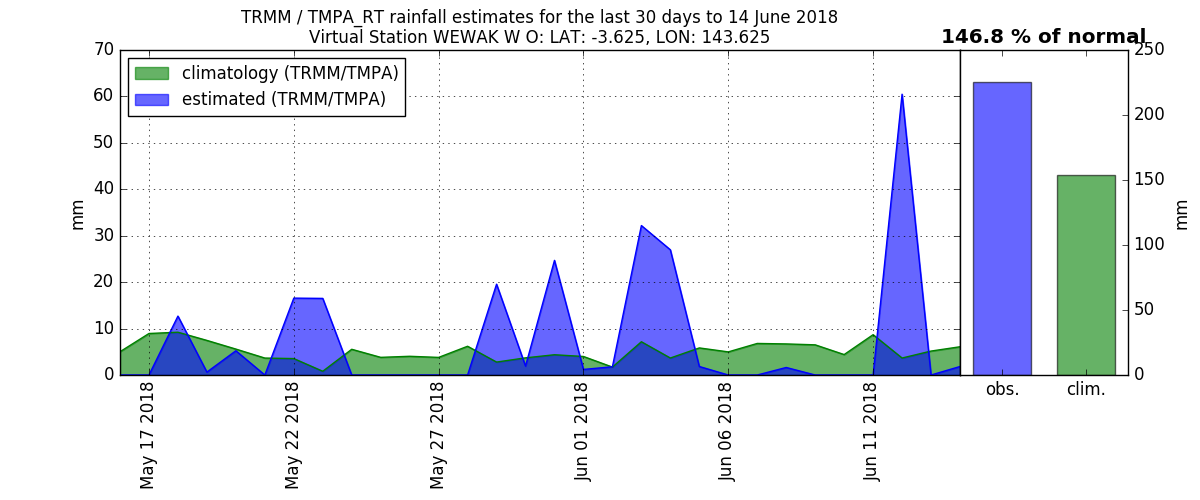 TRMM / TMPA_RT rainfall estimates for the last 30 days to 14 June 2018
Virtual Station WEWAK W O: LAT: -3.625, LON: 143.625
146.8 % of normal
climatology (TRMM/TMPA)
estimated (TRMM/TMPA)
70
60
50
40
30
20
10
0
mm
May 17 2018
May 22 2018
May 27 2018
Jun 01 2018
Jun 06 2018
Jun 11 2018
250
200
150
100
50
0
mm
obs.
clim.